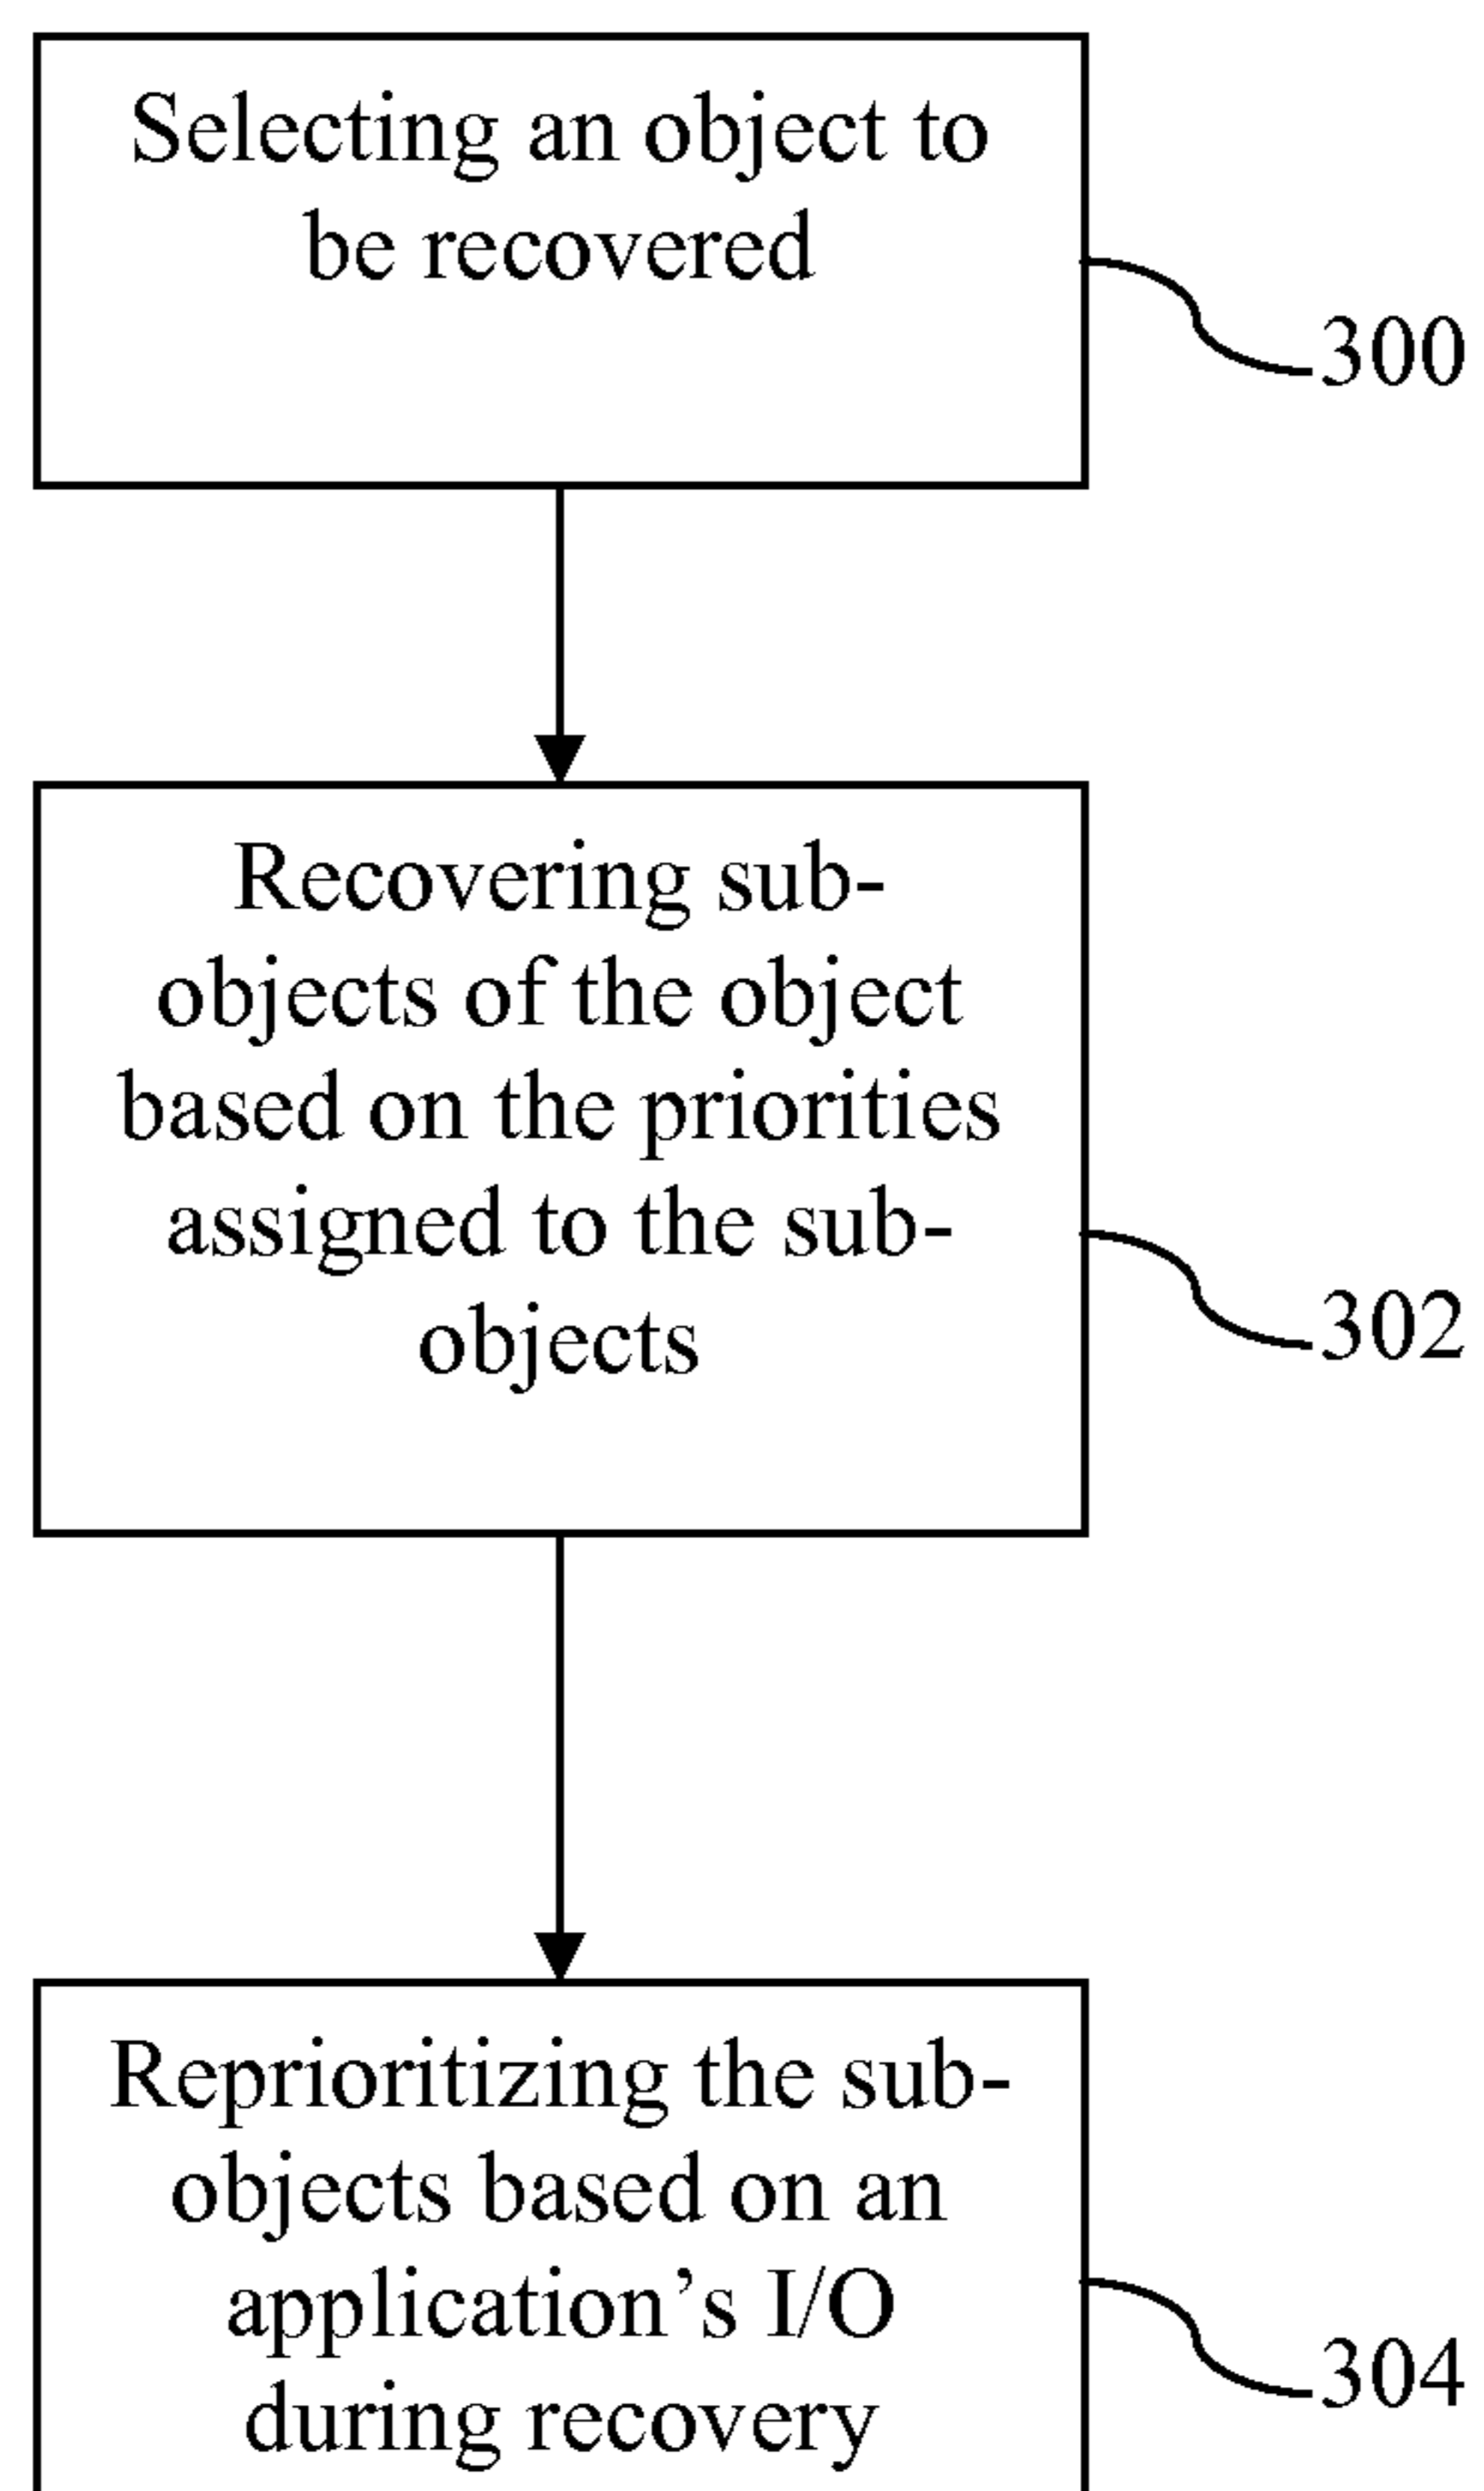 Selecting an object to
be recovered
300
Recovering sub-
objects of the object
based on the priorities
assigned to the sub-
objects
302
Reprioritizing the sub-
objects based on an
application’s I/O
during recovery
304